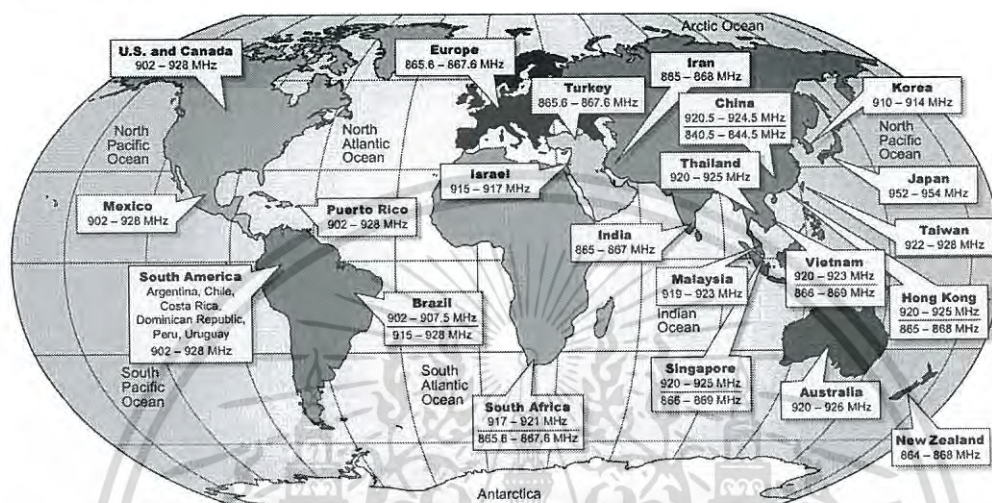 Arctic Ocean
U.S. and Canada
902 – 928 MHz
Europe
865.6 – 867.6 MHz
Iran
865 – 868 MHz
Turkey
865.6 – 867.6 MHz
China
920.5 – 924.5 MHz
840.5 – 844.5 MHz
Korea
910 – 914 MHz
North
Pacific
Ocean
North
Atlantic
Ocean
North
Pacific
Ocean
Thailand
920 – 925 MHz
Israel
915 – 917 MHz
Japan
952 – 954 MHz
Mexico
902 – 928 MHz
Puerto Rico
902 – 928 MHz
India
865 – 867 MHz
Taiwan
922 – 928 MHz
South America
Argentina, Chile,
Costa Rica,
Dominican Republic,
Peru, Uruguay
902 – 928 MHz
Brazil
902 – 907.5 MHz
915 – 928 MHz
Malaysia
919 – 923 MHz
Indian
Ocean
Vietnam
920 – 923 MHz
866 – 869 MHz
Hong Kong
920 – 925 MHz
865 – 868 MHz
South
Pacific
Ocean
South
Atlantic
Ocean
Singapore
920 – 925 MHz
866 – 869 MHz
Australia
920 – 926 MHz
South Africa
917 – 921 MHz
865.6 – 867.6 MHz
New Zealand
864 – 868 MHz
Antarctica